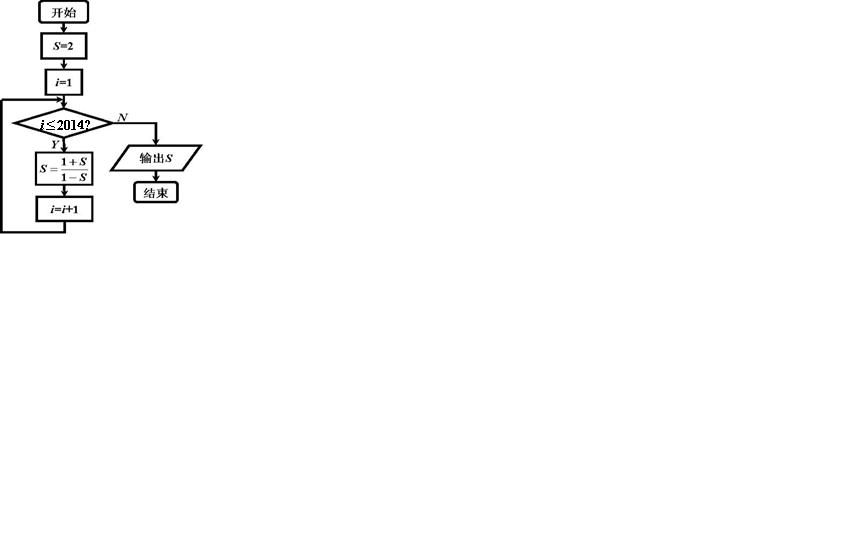 开始
S=2
i=1
i≤2014?
N
Y
S = (1+S)/(1−S)
输出S
i=i+1
结束